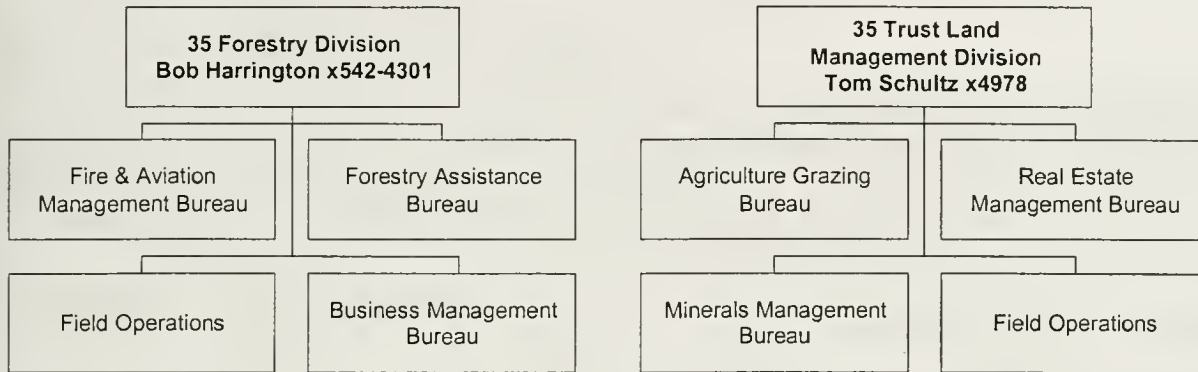 35 Forestry Division
Bob Harrington x542-4301
35 Trust Land
Management Division
Tom Schultz x4978
Fire & Aviation
Management Bureau
Forestry Assistance
Bureau
Agriculture Grazing
Bureau
Real Estate
Management Bureau
Field Operations
Business Management
Bureau
Minerals Management
Bureau
Field Operations